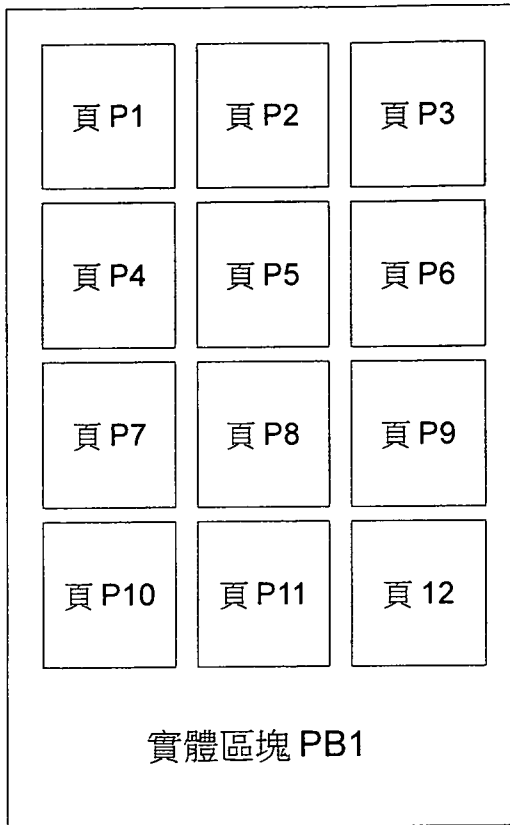 頁 P1
頁 P2
頁 P3
頁 P4
頁 P5
頁 P6
頁 P7
頁 P8
頁 P9
頁 P10
頁 P11
頁 12
實體區塊 PB1